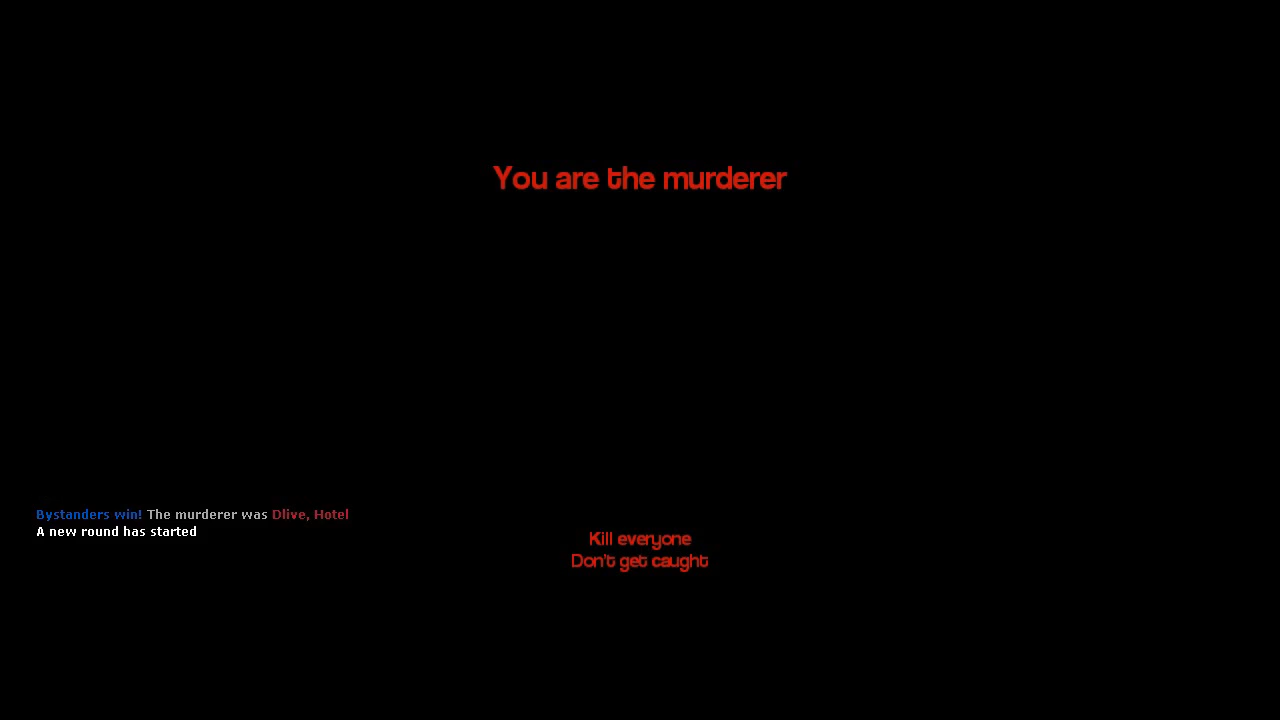 You are the murderer
Bystanders win! The murderer was Dlive, Hotel
A new round has started
Kill everyone
Don't get caught